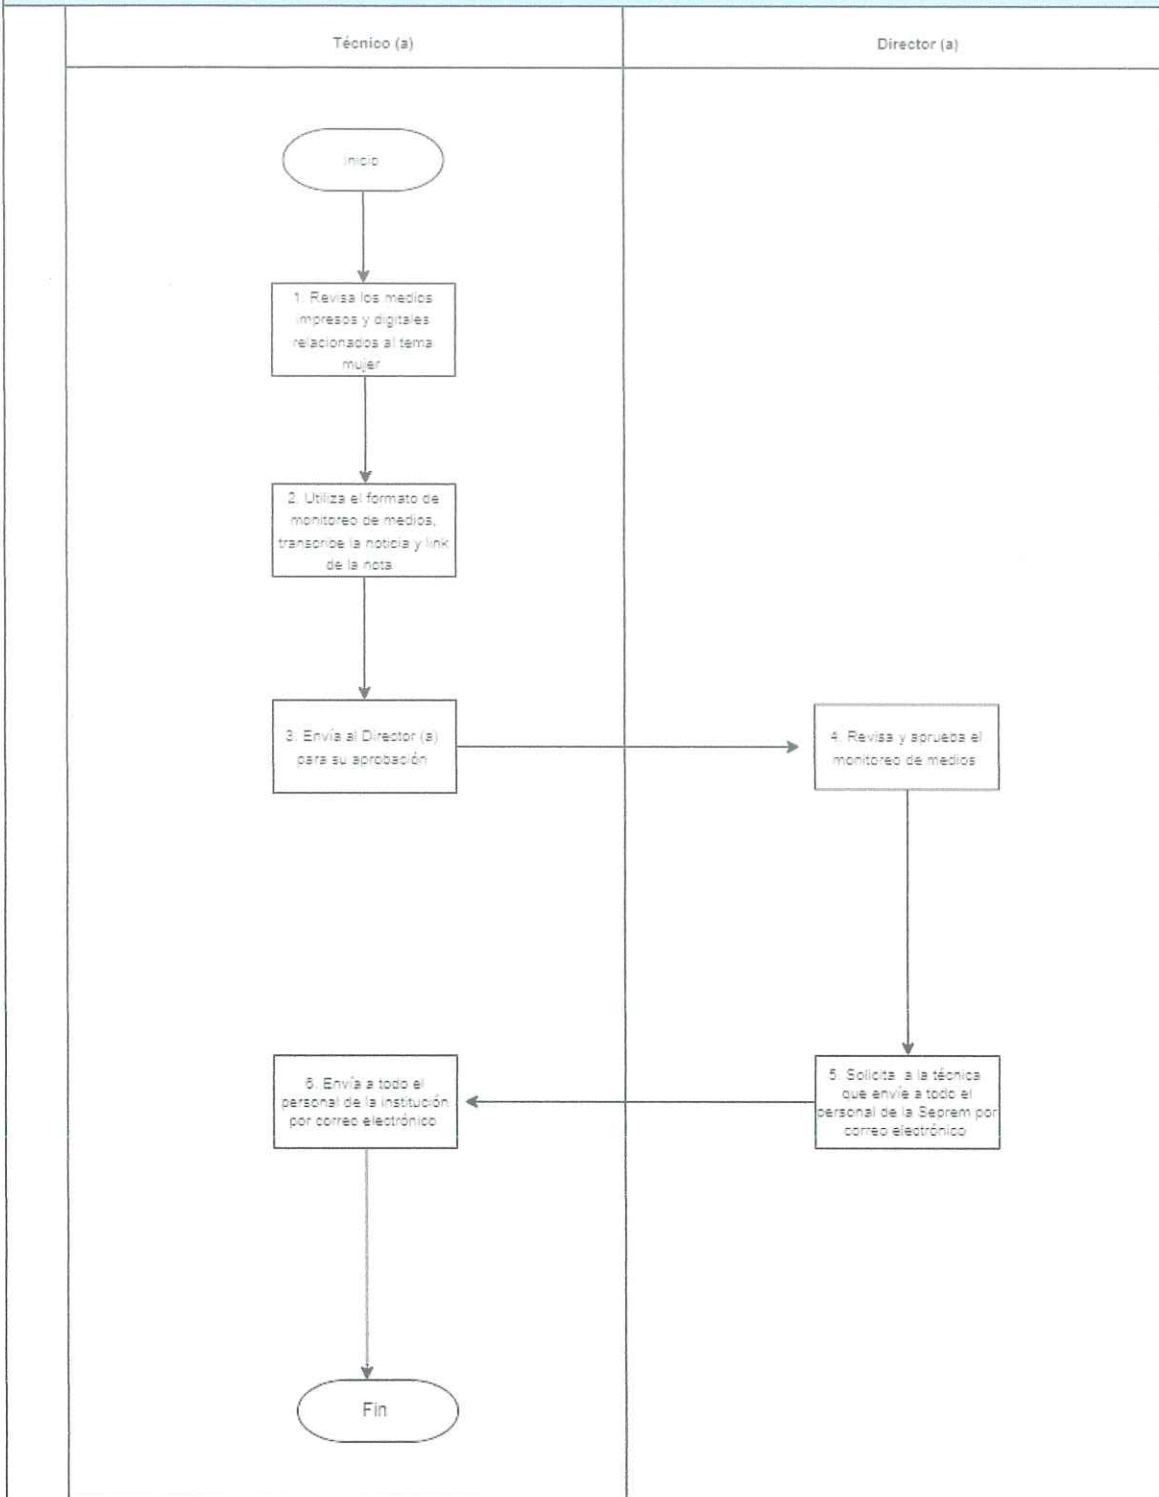 Técnico (a)
Director (a)
Inicio
1. Revisa los medios
impresos y digitales
relacionados al tema
mujer
2. Utiliza el formato de
monitoreo de medios,
transcribe la noticia y link
de la nota
3. Envía al Director (a)
para su aprobación
4. Revisa y aprueba el
monitoreo de medios
5. Solicita a la técnica
que envíe a todo el
personal de la Seprem por
correo electrónico
6. Envía a todo el
personal de la institución
por correo electrónico
Fin